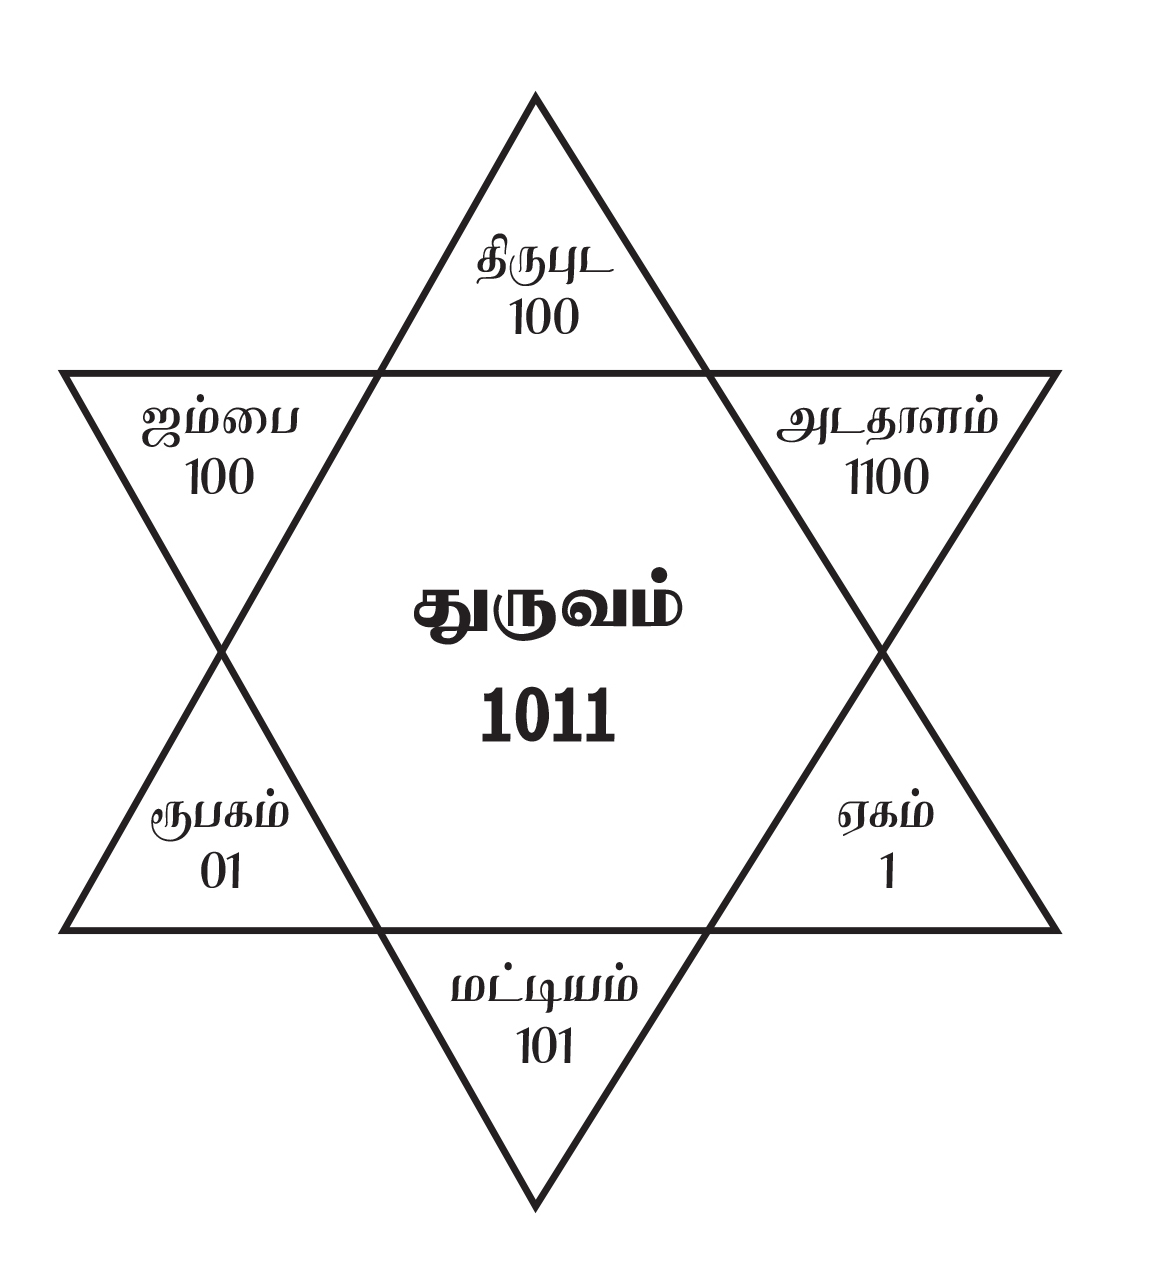 திருபுட
100
ஜம்பை
100
அடதாளம்
1100
துருவம்
1011
ரூபகம்
01
ஏகம்
1
மட்டியம்
101